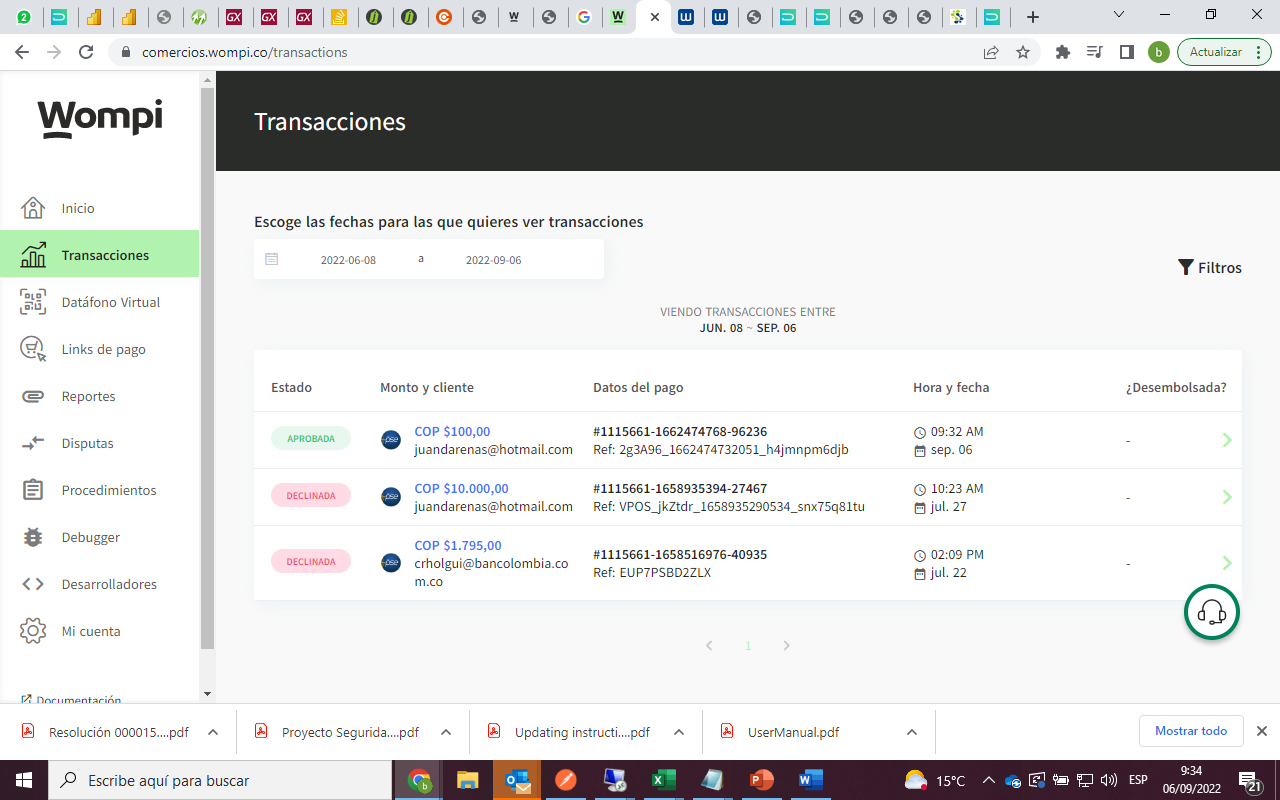 2
comercios.wompi.co/transactions
b
Actualizar
Wompi
Inicio
Transacciones
Datáfono Virtual
Links de pago
Reportes
Disputas
Procedimientos
Debugger
Desarrolladores
Mi cuenta
Documentación
Transacciones
Escoge las fechas para las que quieres ver transacciones
2022-06-08 a 2022-09-06
Filtros
VIENDO TRANSACCIONES ENTRE
JUN. 08 ~ SEP. 06
Estado Monto y cliente Datos del pago Hora y fecha ¿Desembolsada?
APROBADA
pse
COP $100,00
juandarenas@hotmail.com
#1115661-1662474768-96236
Ref: 2g3A96_1662474732051_h4jmnpm6djb
09:32 AM
sep. 06
-
DECLINADA
pse
COP $10.000,00
juandarenas@hotmail.com
#1115661-1658935394-27467
Ref: VPOS_jkZtdr_1658935290534_snx75q81tu
10:23 AM
jul. 27
-
DECLINADA
pse
COP $1.795,00
crholgui@bancolombia.co
m.co
#1115661-1658516976-40935
Ref: EUP7PSBD2ZLX
02:09 PM
jul. 22
-
1
Resolución 000015....pdf
Proyecto Segurida....pdf
Updating instructi....pdf
UserManual.pdf
Mostrar todo
Escribe aquí para buscar
15°C
ESP
9:34
06/09/2022
21